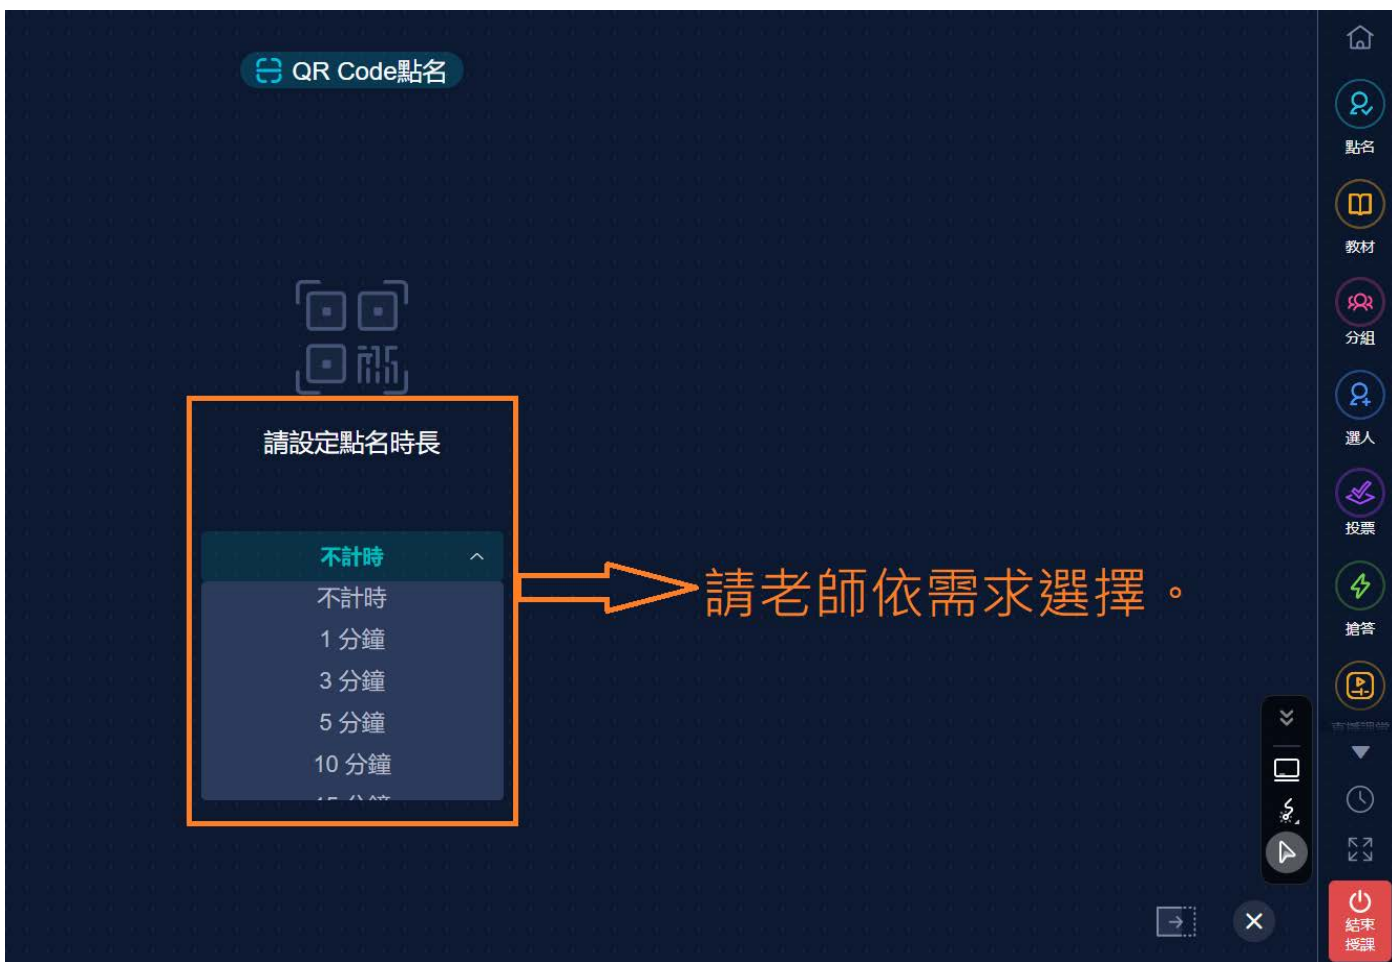 QR Code點名
請設定點名時長
不計時
不計時
1 分鐘
3 分鐘
5 分鐘
10 分鐘
請老師依需求選擇。
點名
教材
分組
選人
投票
搶答
結束
授課